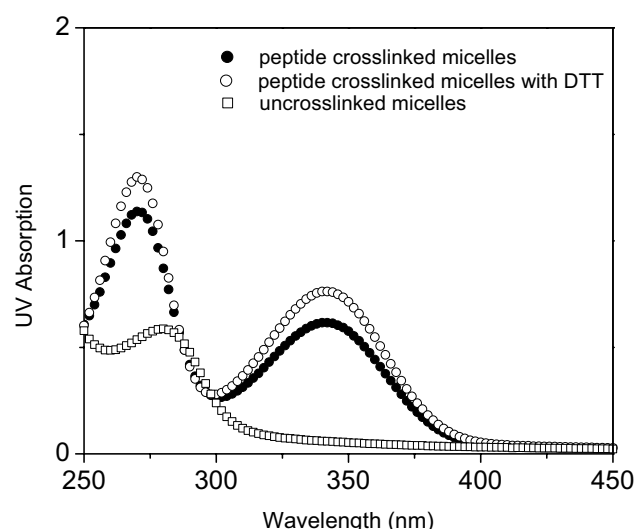 2
peptide crosslinked micelles
peptide crosslinked micelles with DTT
uncrosslinked micelles
1
UV Absorption
0
250 300 350 400 450
Wavelength (nm)